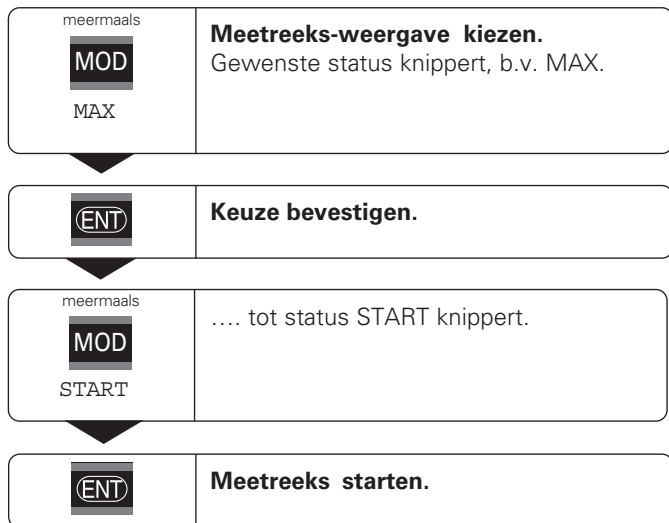 meermaals
MOD
MAX
Meetreeks-weergave kiezen.
Gewenste status knippert, b.v. MAX.
ENT
Keuze bevestigen.
meermaals
MOD
START
.... tot status START knippert.
ENT
Meetreeks starten.